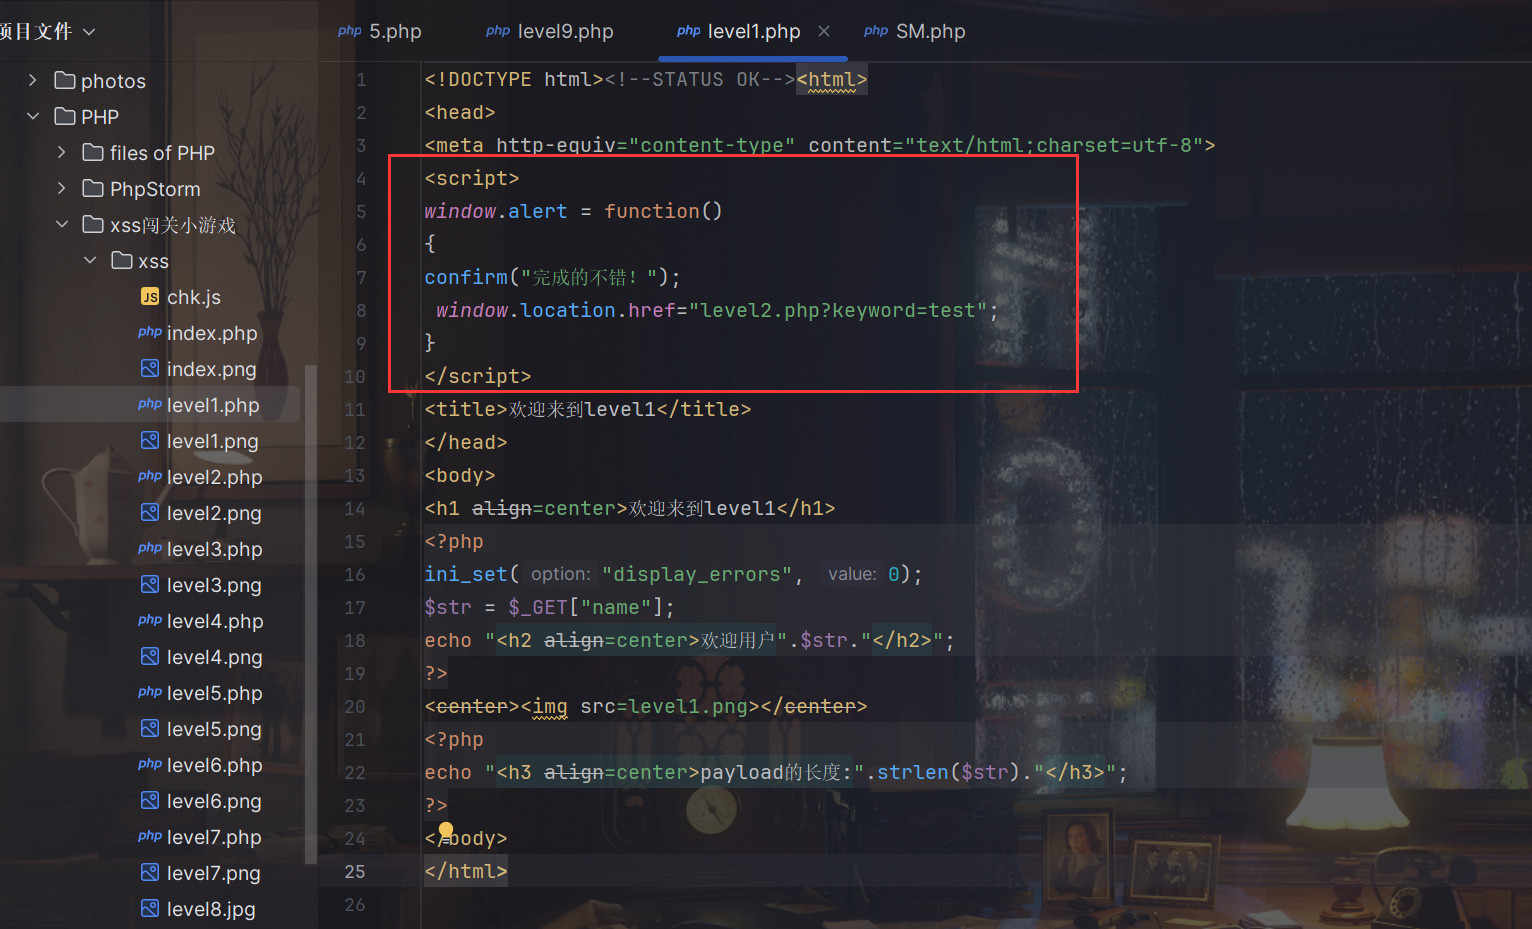 项目文件
php 5.php
php level9.php
php level1.php
php SM.php
photos
PHP
files of PHP
PhpStorm
xss闯关小游戏
xss
JS chk.js
php index.php
index.png
php level1.php
level1.png
php level2.php
level2.png
php level3.php
level3.png
php level4.php
level4.png
php level5.php
level5.png
php level6.php
level6.png
php level7.php
level7.png
level8.jpg
1 <!DOCTYPE html><!--STATUS OK--><html>
2 <head>
3 <meta http-equiv="content-type" content="text/html;charset=utf-8">
4 <script>
5 window.alert = function()
6 {
7 confirm("完成的不错！");
8  window.location.href="level2.php?keyword=test";
9 }
10 </script>
11 <title>欢迎来到level1</title>
12 </head>
13 <body>
14 <h1 align=center>欢迎来到level1</h1>
15 <?php
16 ini_set( option: "display_errors", value: 0);
17 $str = $_GET["name"];
18 echo "<h2 align=center>欢迎用户".$str."</h2>";
19 ?>
20 <center><img src=level1.png></center>
21 <?php
22 echo "<h3 align=center>payload的长度:".strlen($str)."</h3>";
23 ?>
24 </body>
25 </html>
26